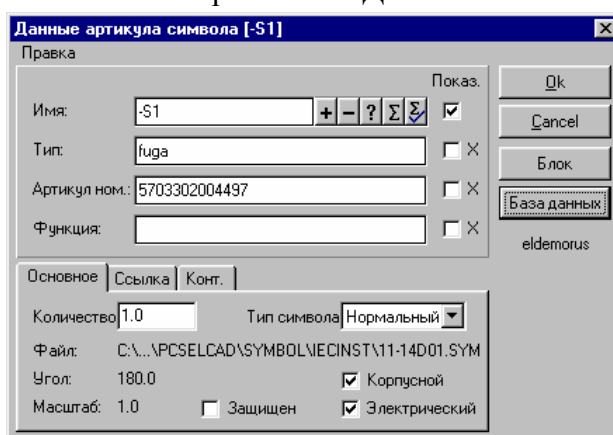 Данные артикула символа [-S1]
Правка
Показ.
Имя: -S1 + − ? Σ Σ
Тип: fuga X
Артикул ном.: 5703302004497 X
Функция: X
Ok
Cancel
Блок
База данных
eldemorus
Основное Ссылка Конт.
Количество 1.0 Тип символа Нормальный
Файл: C:\...\PCSELCAD\SYMBOL\IECINST\11-14D01.SYM
Угол: 180.0 Корпусной
Масштаб: 1.0 Защищен Электрический